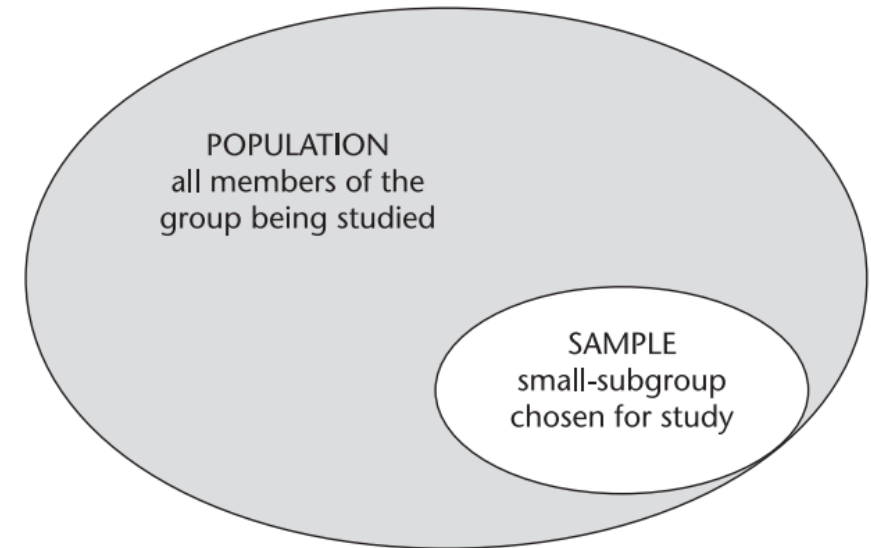 POPULATION
all members of the
group being studied
SAMPLE
small-subgroup
chosen for study